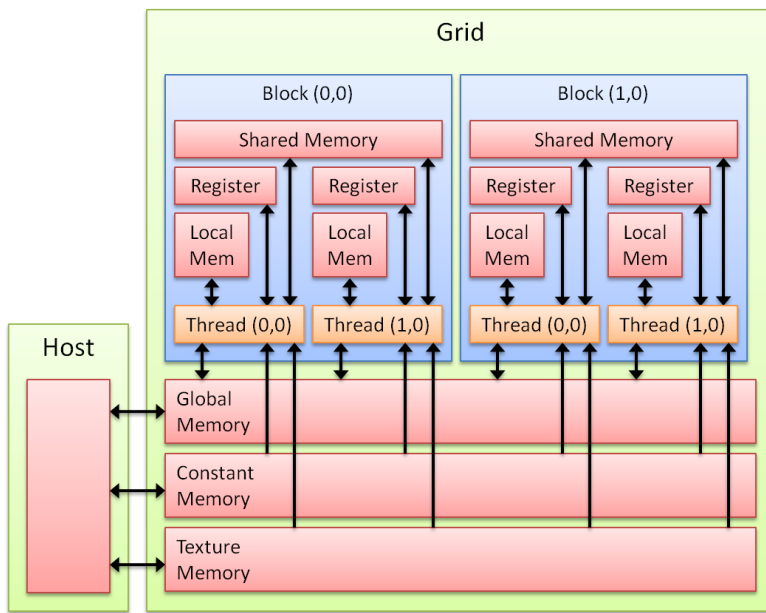 Grid
Block (0,0)
Block (1,0)
Shared Memory
Shared Memory
Register
Register
Register
Register
Local
Mem
Local
Mem
Local
Mem
Local
Mem
Thread (0,0)
Thread (1,0)
Thread (0,0)
Thread (1,0)
Host
Global
Memory
Constant
Memory
Texture
Memory